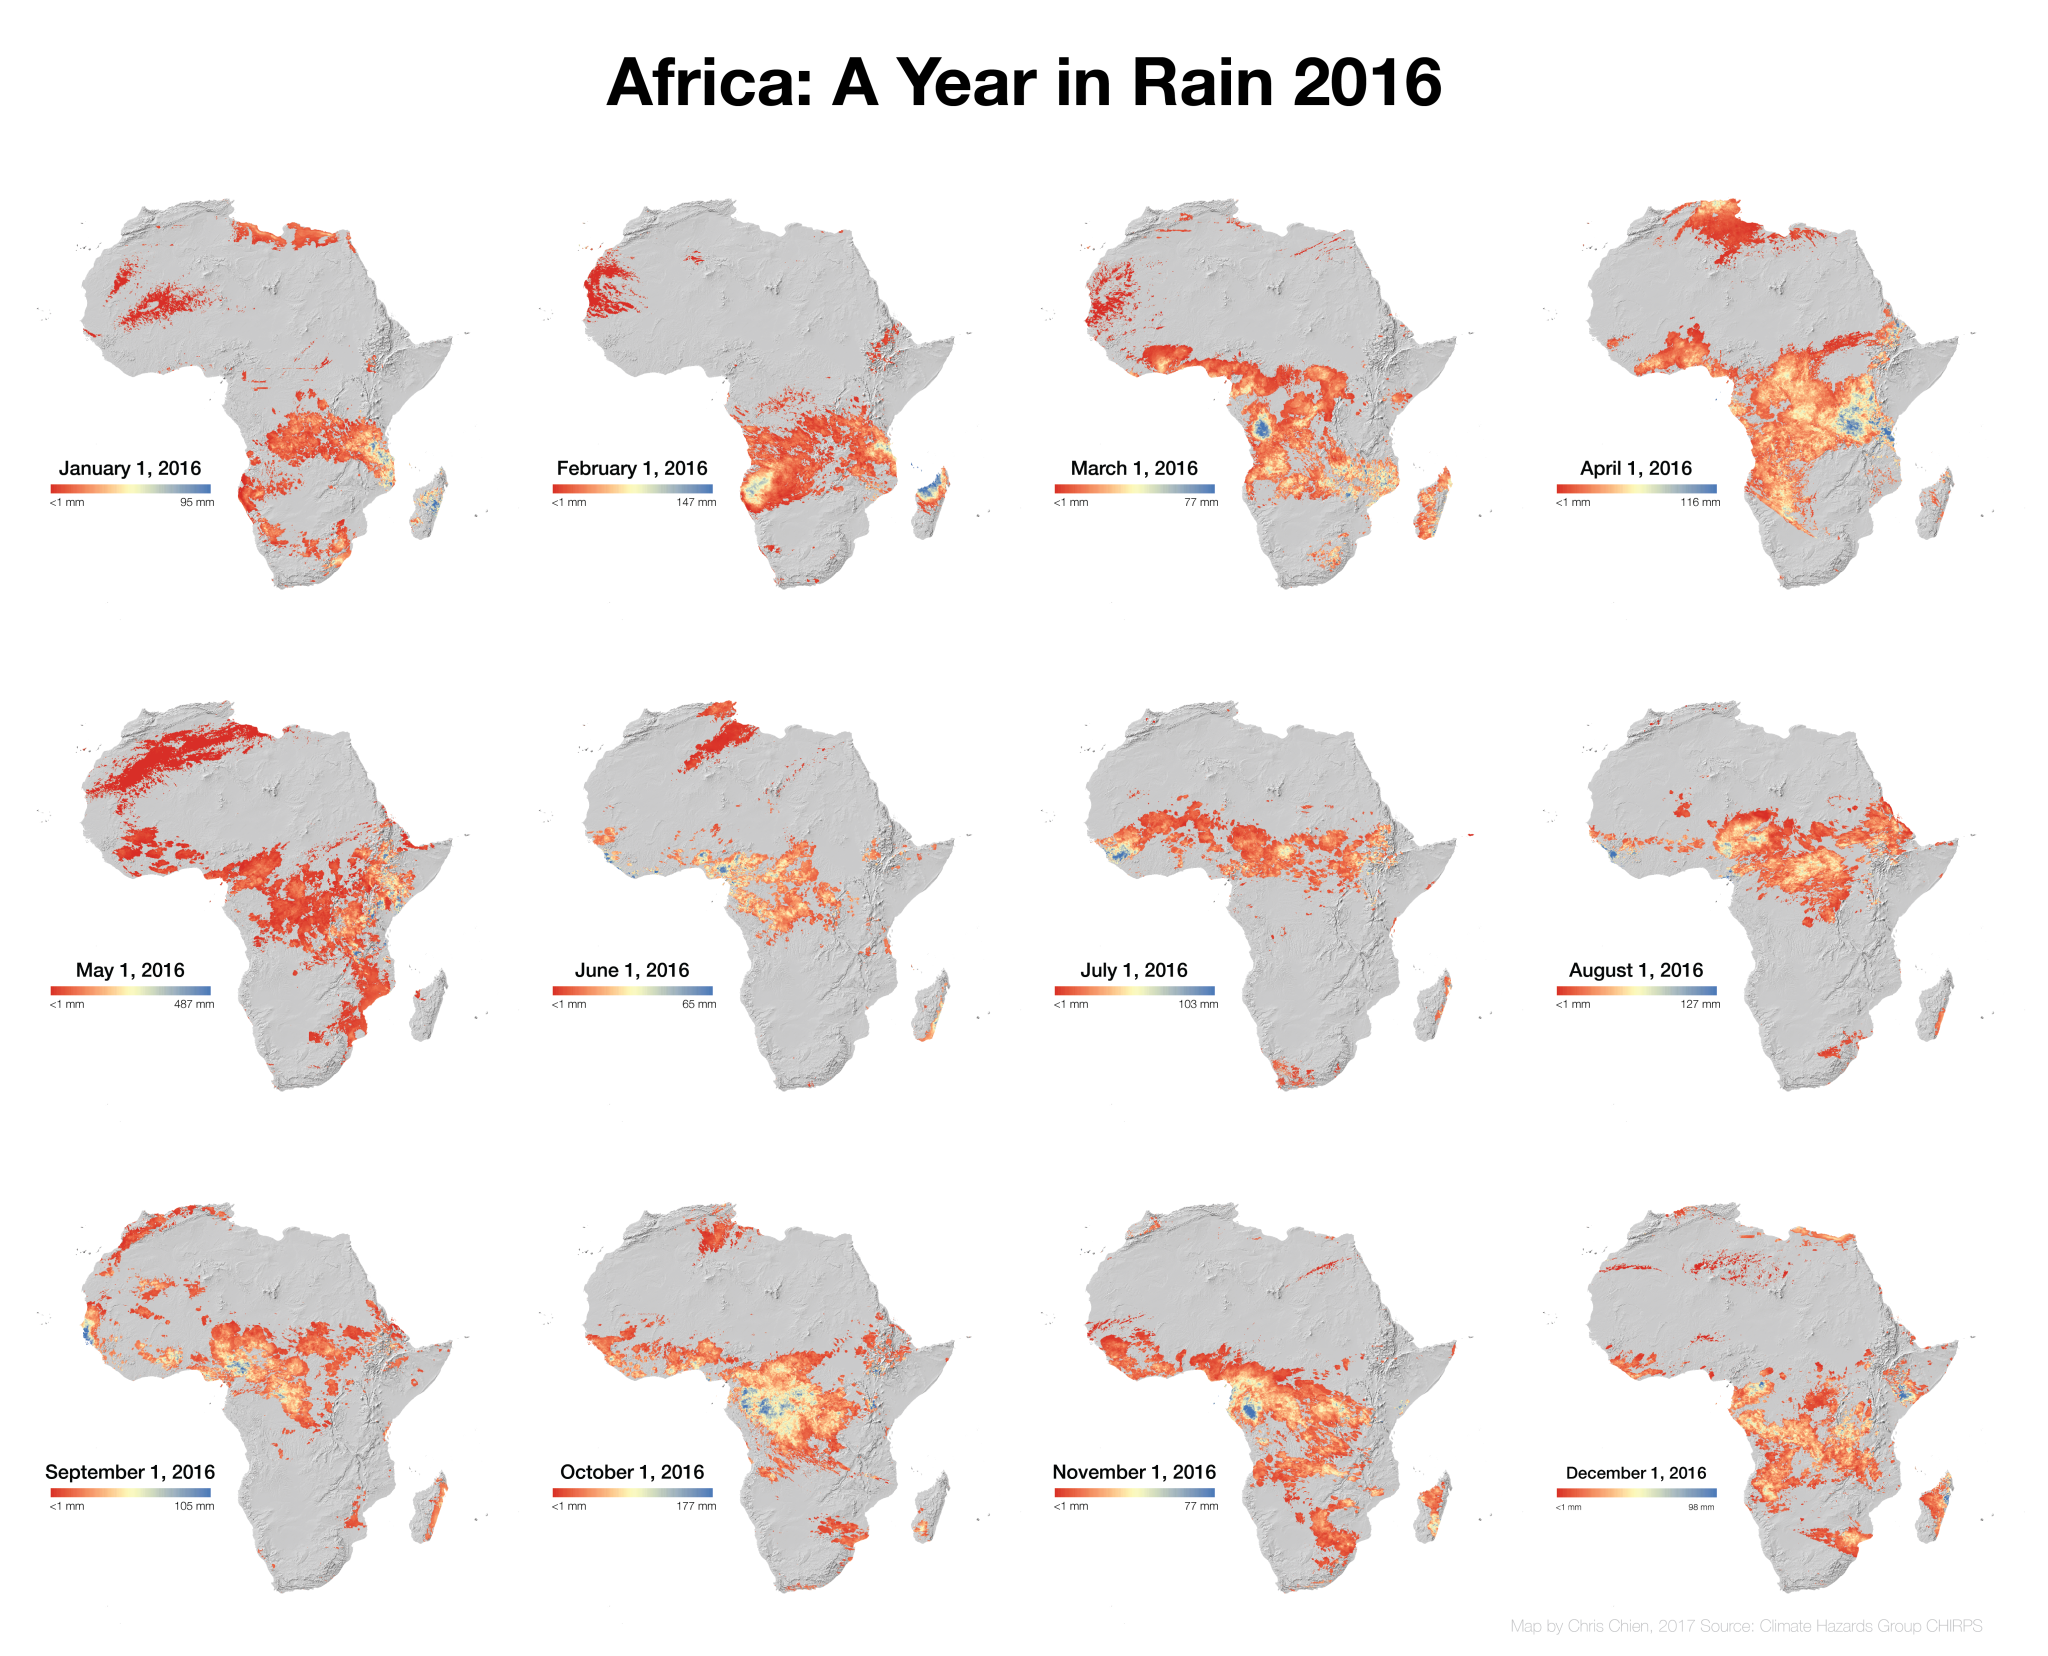 Africa: A Year in Rain 2016
January 1, 2016
<1 mm 95 mm
February 1, 2016
<1 mm 147 mm
March 1, 2016
<1 mm 77 mm
April 1, 2016
<1 mm 116 mm
May 1, 2016
<1 mm 487 mm
June 1, 2016
<1 mm 65 mm
July 1, 2016
<1 mm 103 mm
August 1, 2016
<1 mm 127 mm
September 1, 2016
<1 mm 105 mm
October 1, 2016
<1 mm 177 mm
November 1, 2016
<1 mm 77 mm
December 1, 2016
<1 mm 98 mm
Map by Chris Chien, 2017 Source: Climate Hazards Group CHIRPS